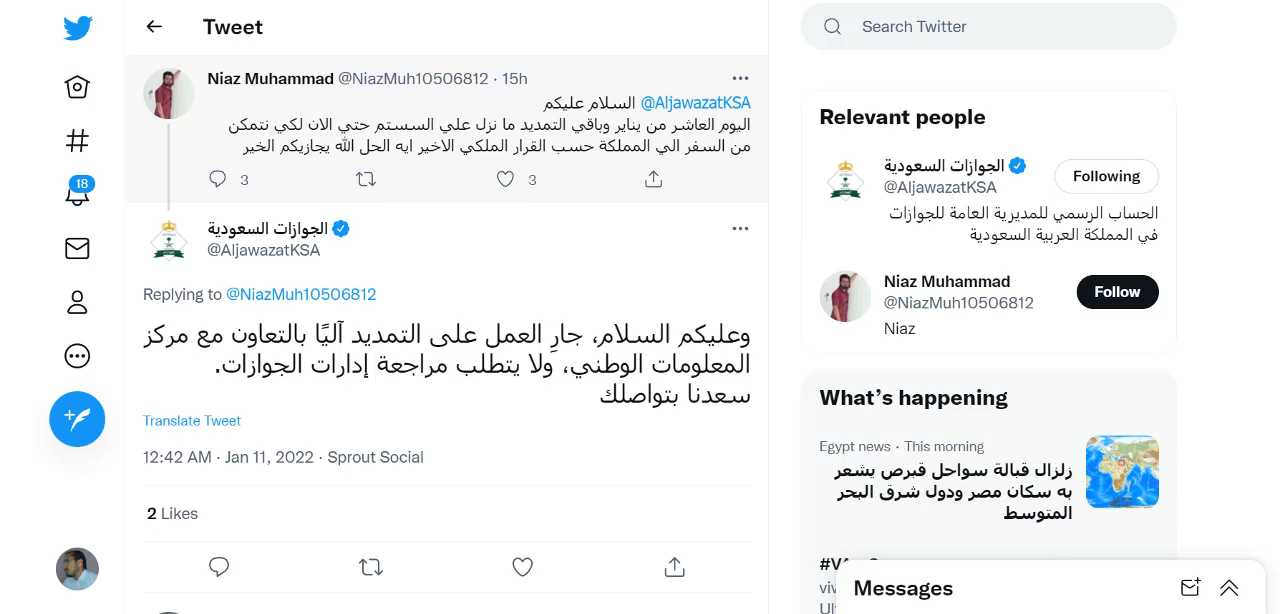 Tweet
Niaz Muhammad @NiazMuh10506812 · 15h
@AljawazatKSA السلام عليكم
اليوم العاشر من يناير وباقي التمديد ما نزل علي السستم حتي الان لكي نتمكن
من السفر الي المملكة حسب القرار الملكي الاخير ايه الحل الله يجازيكم الخير
3
3
الجوازات السعودية
@AljawazatKSA
Replying to @NiazMuh10506812
وعليكم السلام، جارِ العمل على التمديد آليًا بالتعاون مع مركز
المعلومات الوطني، ولا يتطلب مراجعة إدارات الجوازات.
سعدنا بتواصلك
Translate Tweet
12:42 AM · Jan 11, 2022 · Sprout Social
2 Likes
18
Search Twitter
Relevant people
الجوازات السعودية
@AljawazatKSA
Following
الحساب الرسمي للمديرية العامة للجوازات
في المملكة العربية السعودية
Niaz Muhammad
@NiazMuh10506812
Follow
Niaz
What's happening
Egypt news · This morning
زلزال قبالة سواحل قبرص يشعر
به سكان مصر ودول شرق البحر
المتوسط
Messages